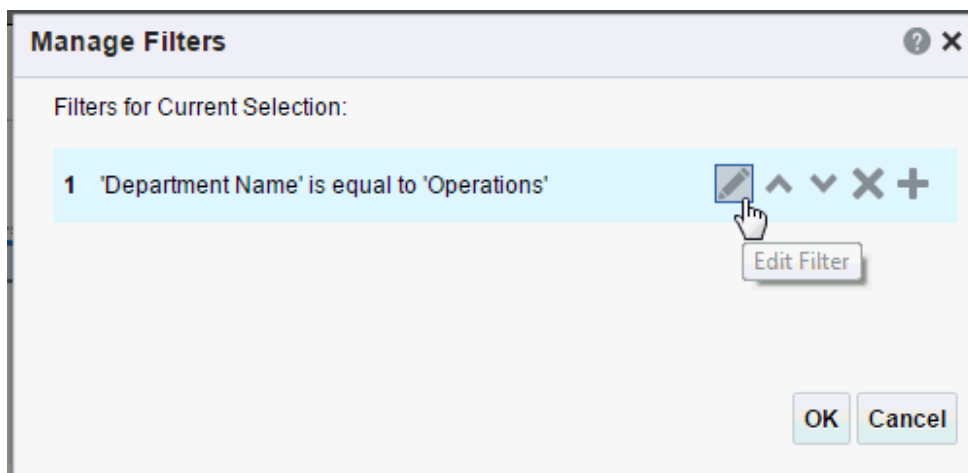 Manage Filters
Filters for Current Selection:
1 'Department Name' is equal to 'Operations'
Edit Filter
OK Cancel